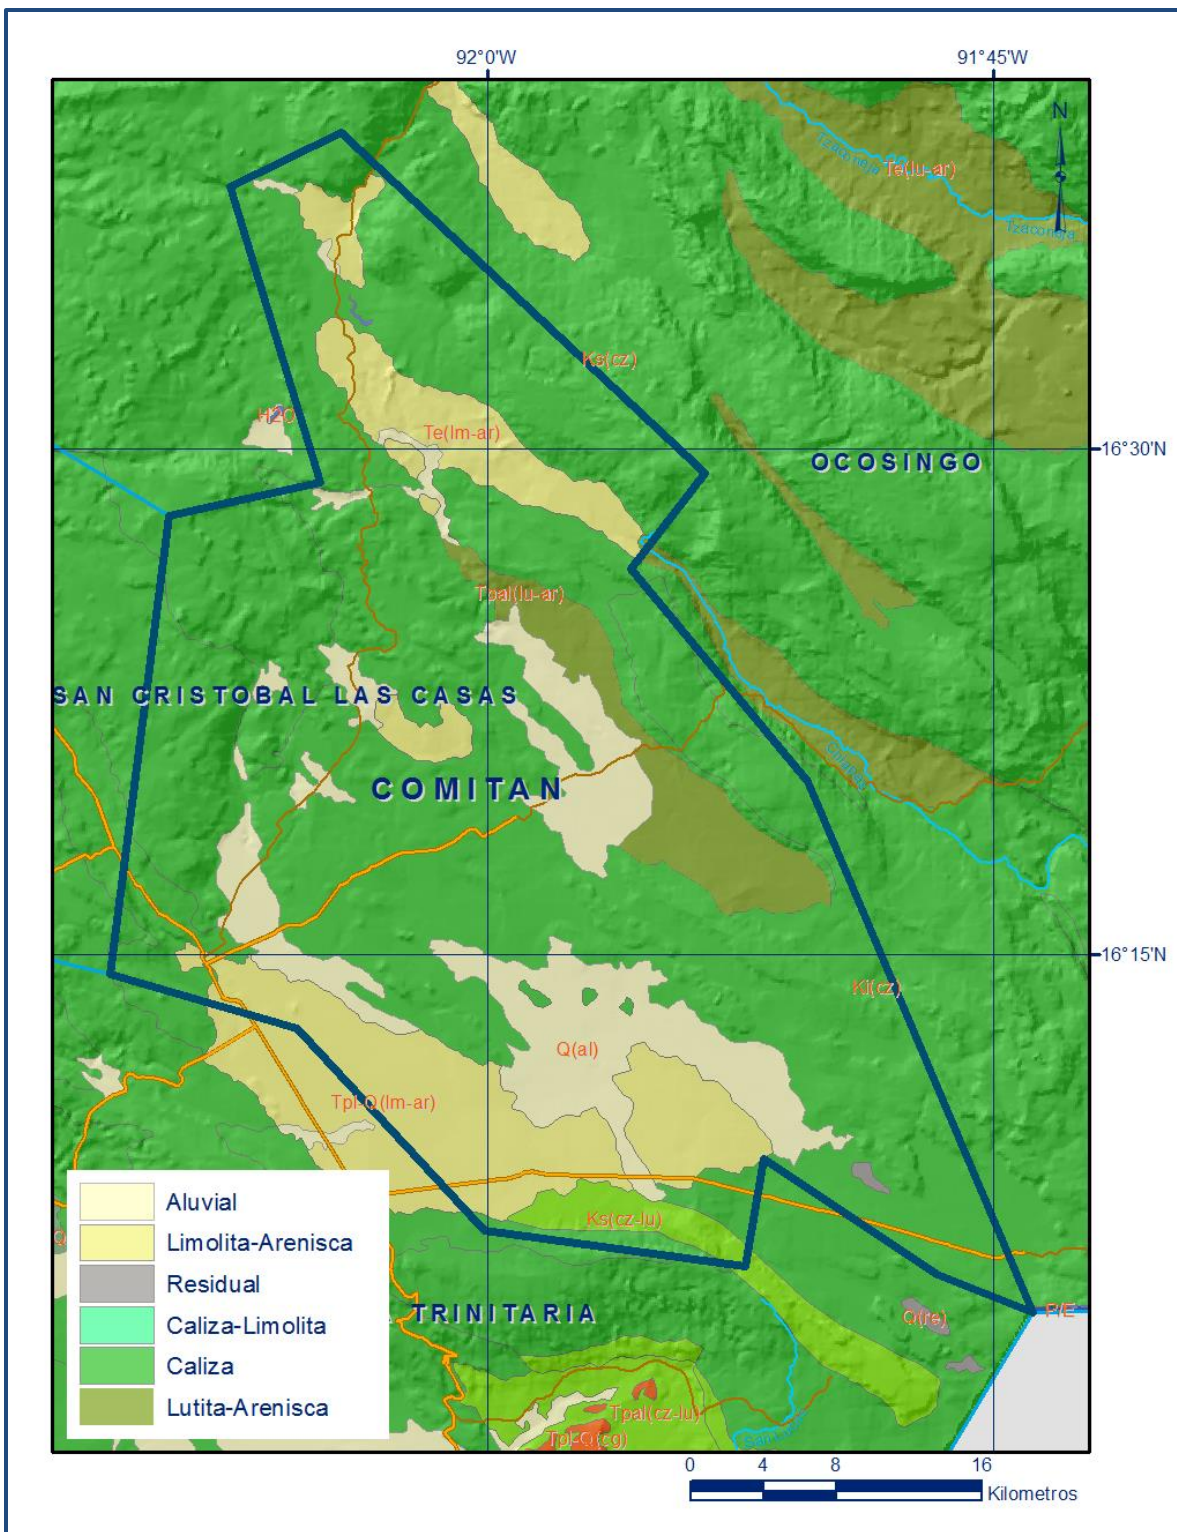 92°0'W
91°45'W
N
Tzaconeja
Te(lu-ar)
Tzaconeja
Ks(cz)
H2O
Te(lm-ar)
16°30'N
OCOSINGO
Tpal(lu-ar)
SAN CRISTOBAL LAS CASAS
COMITAN
16°15'N
Ki(cz)
Q(al)
Tpl-Q(lm-ar)
Ks(cz-lu)
TRINITARIA
Q(re)
P/E
Tpal(cz-lu)
Tpl-Q(cg)
Aluvial
Limolita-Arenisca
Residual
Caliza-Limolita
Caliza
Lutita-Arenisca
0 4 8 16
Kilometros